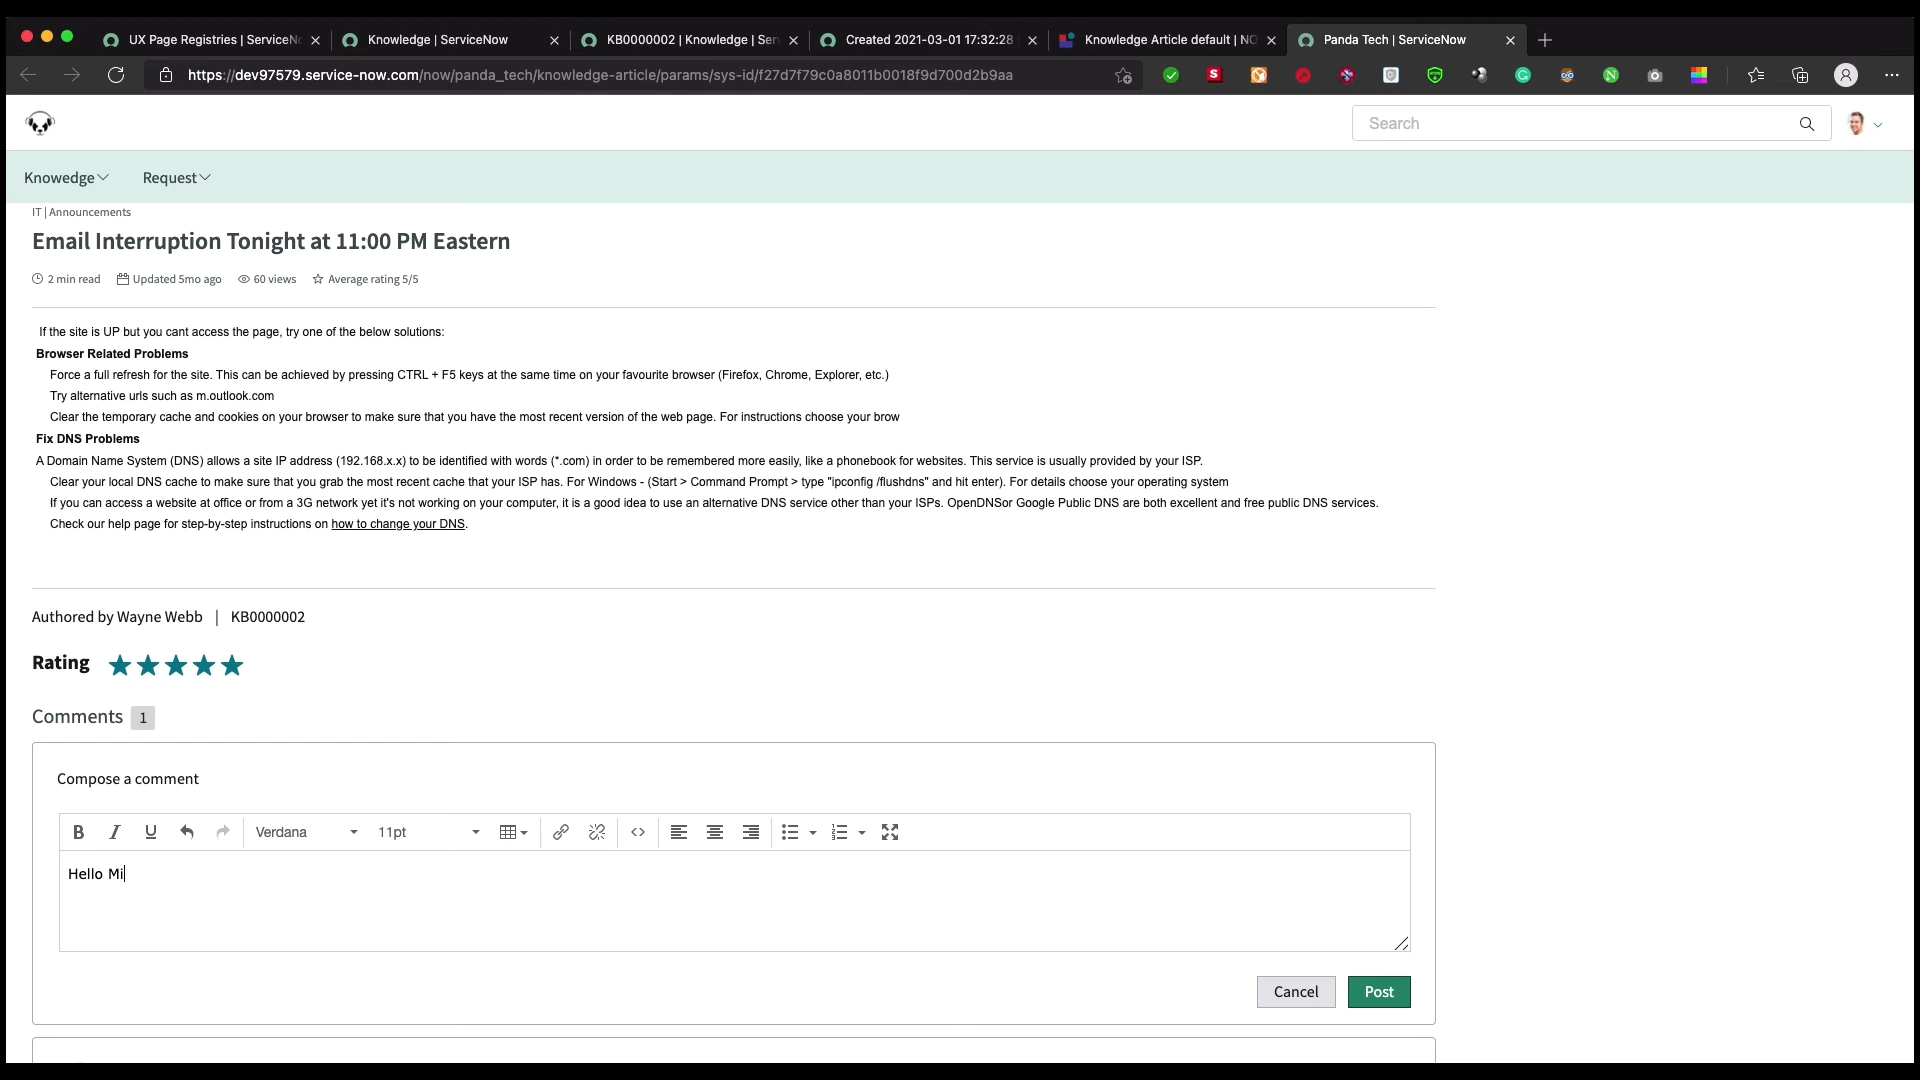 UX Page Registries | ServiceN
Knowledge | ServiceNow
KB0000002 | Knowledge | Ser
Created 2021-03-01 17:32:28
Knowledge Article default | NO
Panda Tech | ServiceNow
https://dev97579.service-now.com/now/panda_tech/knowledge-article/params/sys-id/f27d7f79c0a8011b0018f9d700d2b9aa
Search
Knowedge
Request
IT | Announcements
Email Interruption Tonight at 11:00 PM Eastern
2 min read Updated 5mo ago 60 views Average rating 5/5
If the site is UP but you cant access the page, try one of the below solutions:
Browser Related Problems
Force a full refresh for the site. This can be achieved by pressing CTRL + F5 keys at the same time on your favourite browser (Firefox, Chrome, Explorer, etc.)
Try alternative urls such as m.outlook.com
Clear the temporary cache and cookies on your browser to make sure that you have the most recent version of the web page. For instructions choose your brow
Fix DNS Problems
A Domain Name System (DNS) allows a site IP address (192.168.x.x) to be identified with words (*.com) in order to be remembered more easily, like a phonebook for websites. This service is usually provided by your ISP.
Clear your local DNS cache to make sure that you grab the most recent cache that your ISP has. For Windows - (Start > Command Prompt > type "ipconfig /flushdns" and hit enter). For details choose your operating system
If you can access a website at office or from a 3G network yet it's not working on your computer, it is a good idea to use an alternative DNS service other than your ISPs. OpenDNSor Google Public DNS are both excellent and free public DNS services.
Check our help page for step-by-step instructions on how to change your DNS.
Authored by Wayne Webb | KB0000002
Rating
Comments 1
Compose a comment
B I U Verdana 11pt
Hello Mi
Cancel Post